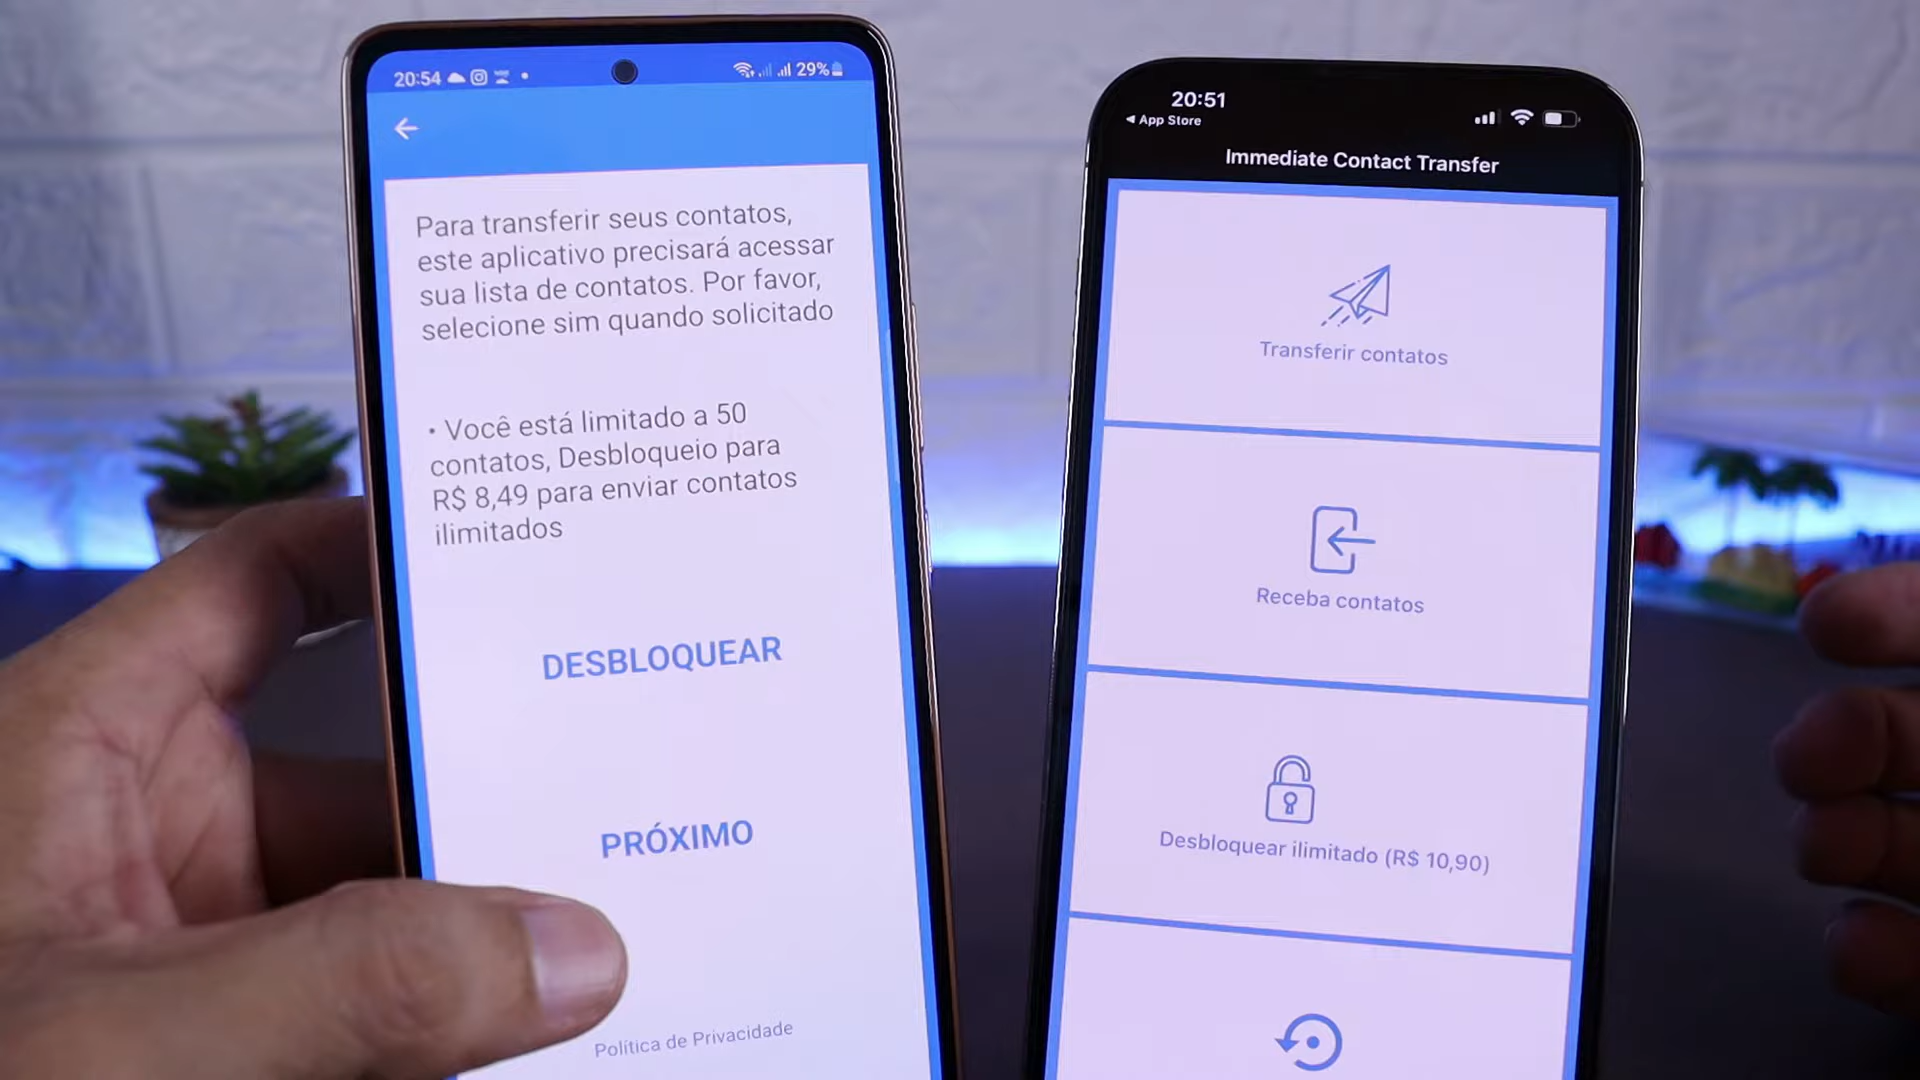 20:54
29%
Para transferir seus contatos,
este aplicativo precisará acessar
sua lista de contatos. Por favor,
selecione sim quando solicitado
• Você está limitado a 50
contatos, Desbloqueio para
R$ 8,49 para enviar contatos
ilimitados
DESBLOQUEAR
PRÓXIMO
Política de Privacidade
20:51
App Store
Immediate Contact Transfer
Transferir contatos
Receba contatos
Desbloquear ilimitado (R$ 10,90)